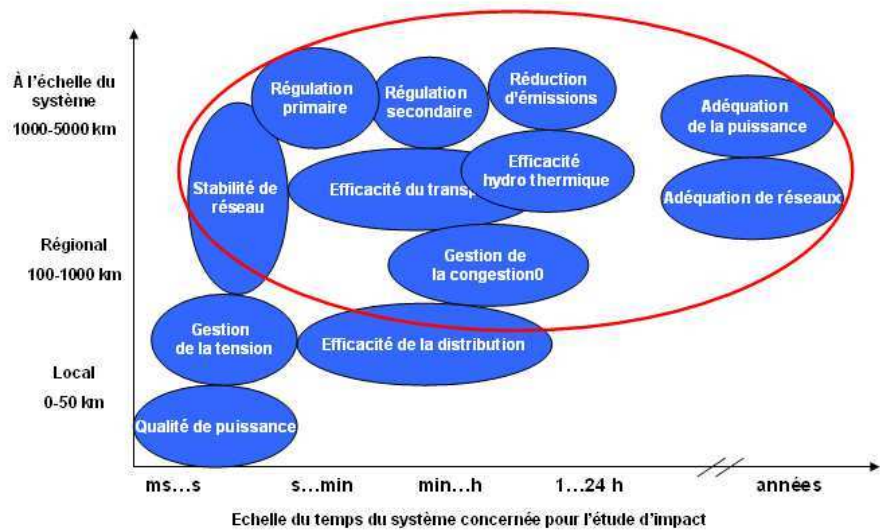 À l'échelle du
système
1000-5000 km
Régulation
primaire
Régulation
secondaire
Réduction
d'émissions
Adéquation
de la puissance
Stabilité de
réseau
Efficacité du transp
Efficacité
hydro thermique
Adéquation de réseaux
Régional
100-1000 km
Gestion de
la congestion0
Gestion
de la tension
Efficacité de la distribution
Local
0-50 km
Qualité de puissance
ms...s
s...min
min...h
1...24 h
années
Echelle du temps du système concernée pour l'étude d'impact